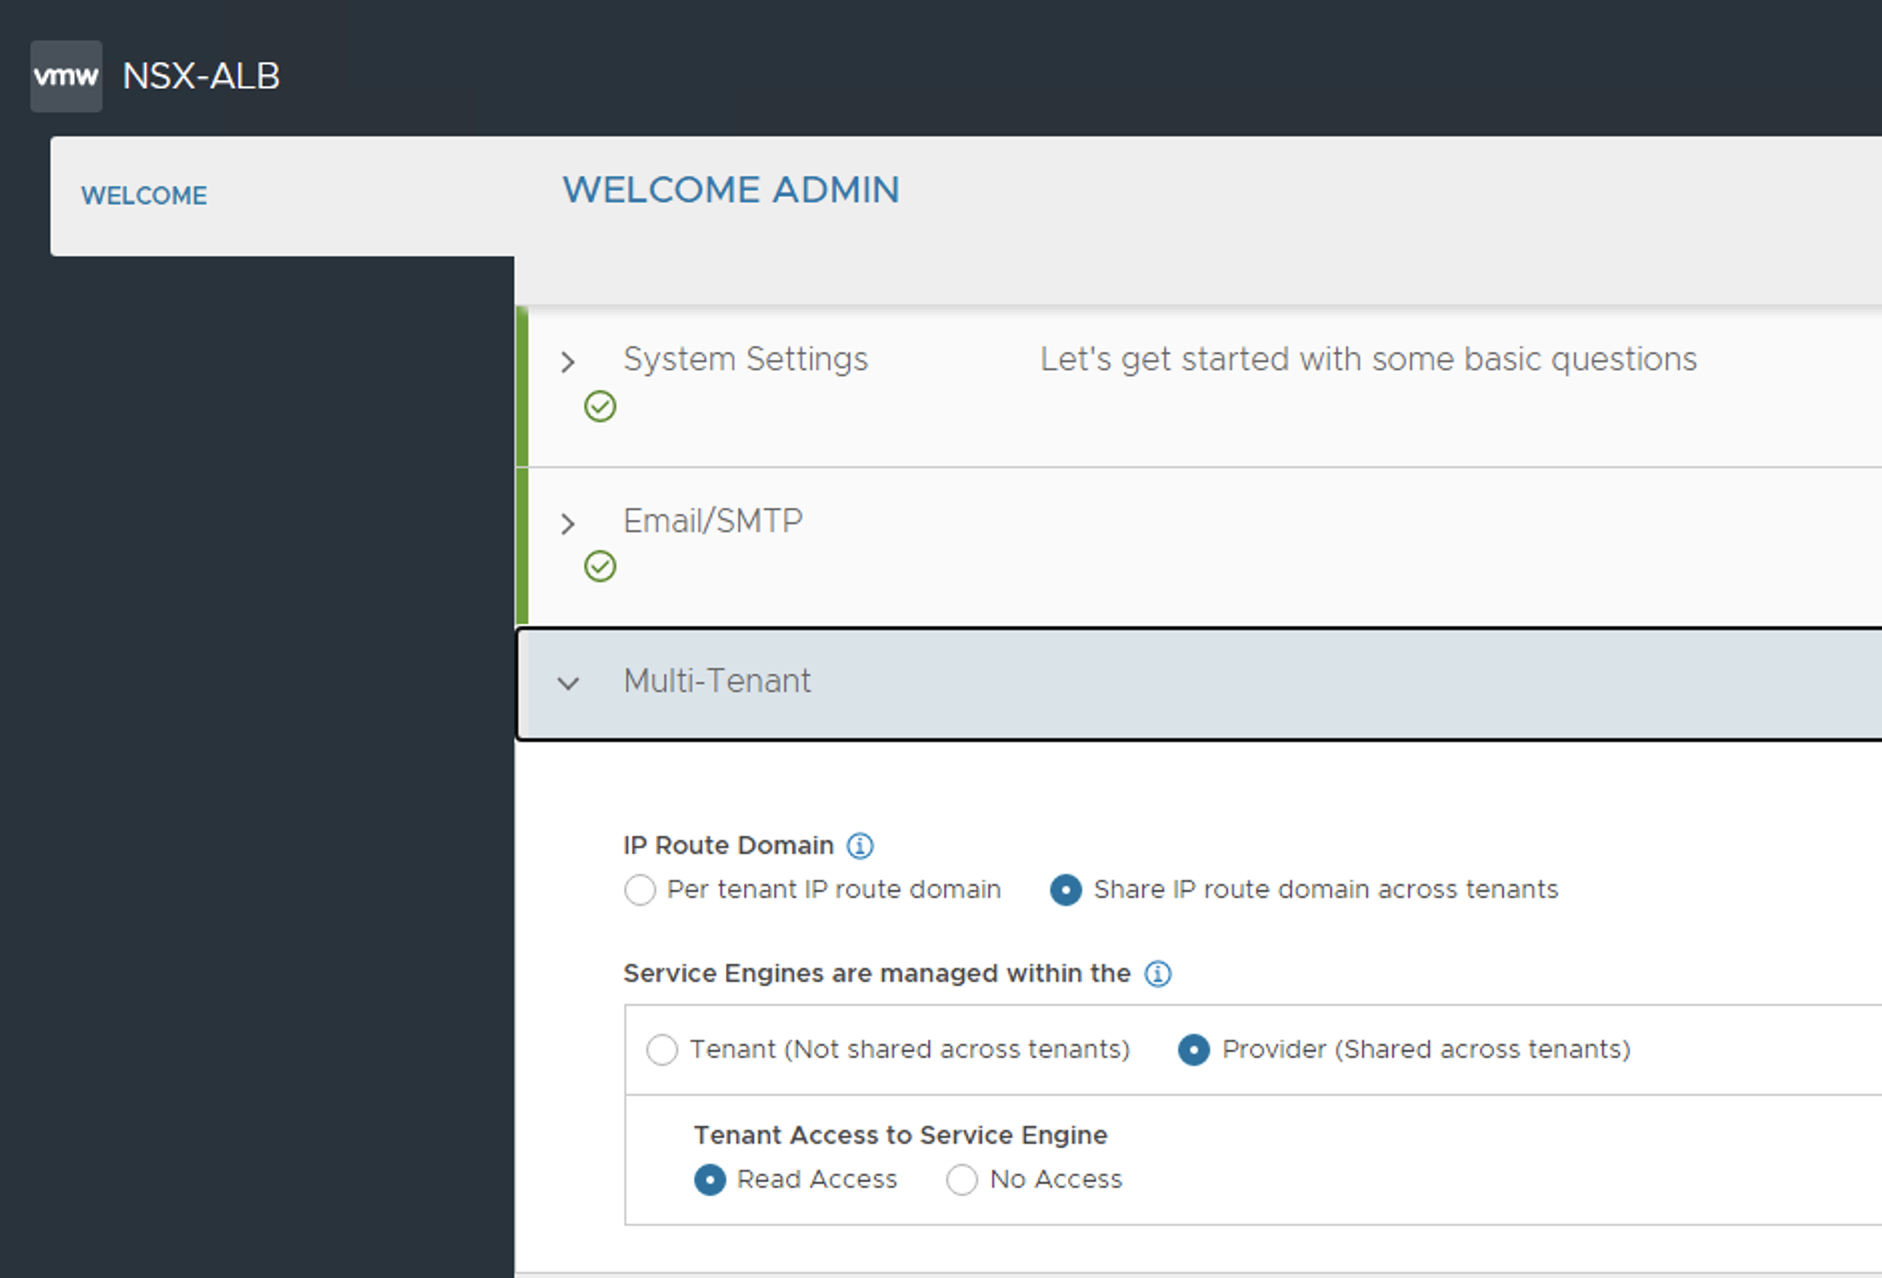 vmw NSX-ALB
WELCOME
WELCOME ADMIN
System Settings Let's get started with some basic questions
Email/SMTP
Multi-Tenant
IP Route Domain
Per tenant IP route domain Share IP route domain across tenants
Service Engines are managed within the
Tenant (Not shared across tenants) Provider (Shared across tenants)
Tenant Access to Service Engine
Read Access No Access